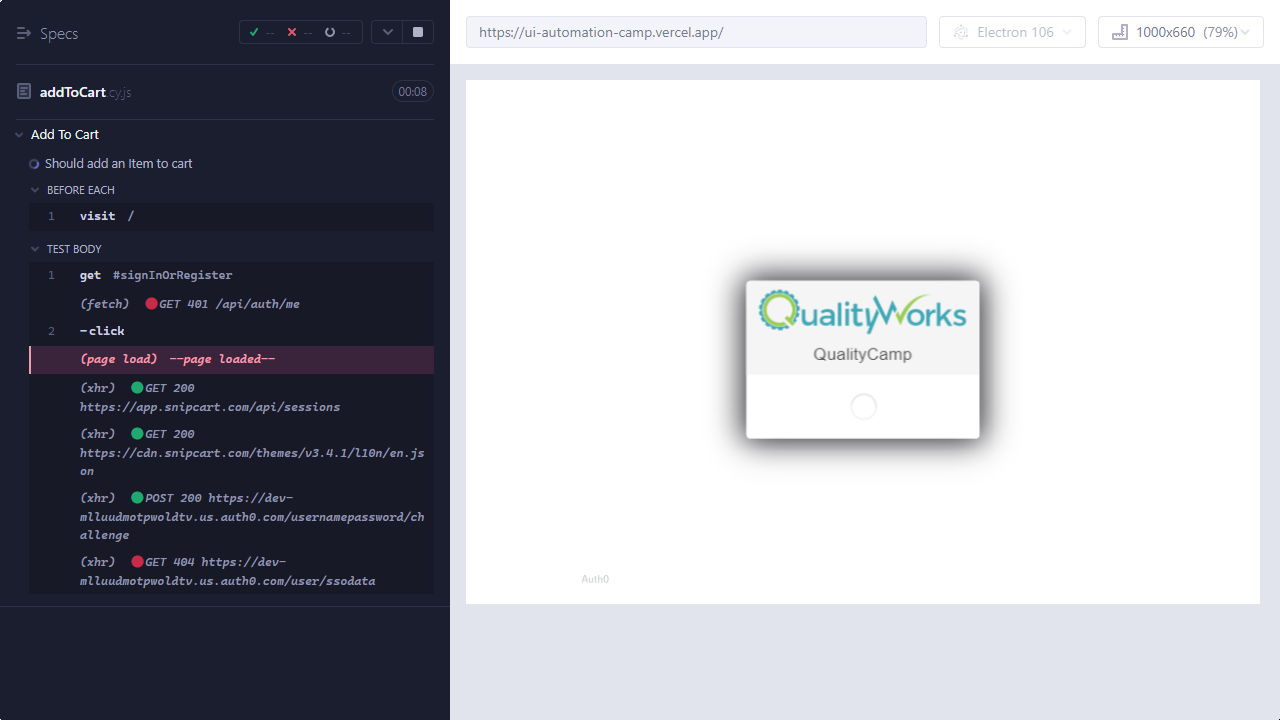 Specs
--
--
--
addToCart.cy.js
00:08
Add To Cart
Should add an Item to cart
BEFORE EACH
1 visit /
TEST BODY
1 get #signInOrRegister
(fetch) GET 401 /api/auth/me
2 -click
(page load) --page loaded--
(xhr) GET 200
https://app.snipcart.com/api/sessions
(xhr) GET 200
https://cdn.snipcart.com/themes/v3.4.1/l10n/en.js
on
(xhr) POST 200 https://dev-
mlluudmotpwoldtv.us.auth0.com/usernamepassword/ch
allenge
(xhr) GET 404 https://dev-
mlluudmotpwoldtv.us.auth0.com/user/ssodata
https://ui-automation-camp.vercel.app/
Electron 106
1000x660 (79%)
QualityWorks
QualityCamp
Auth0